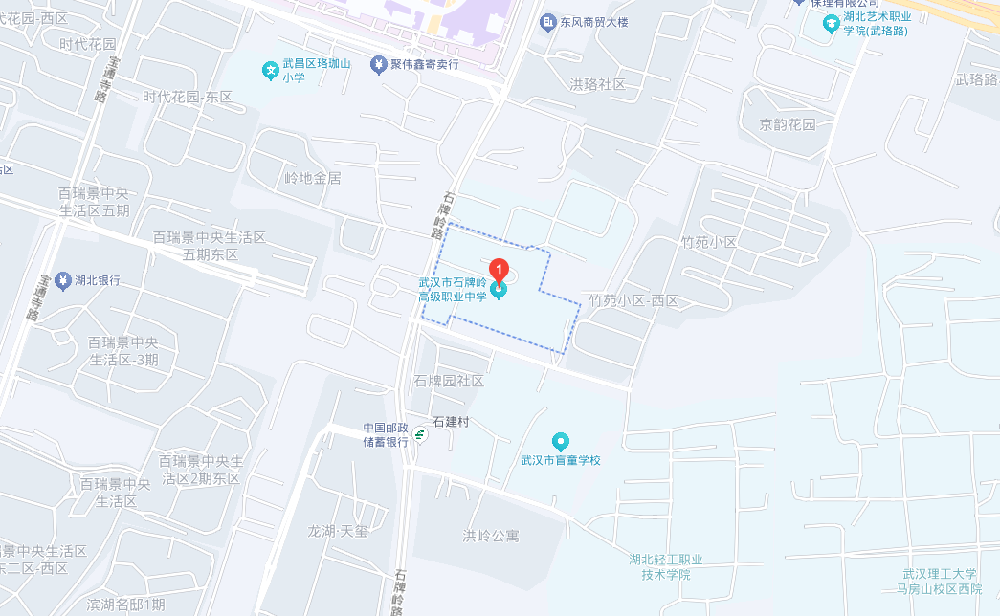 代花园-西区
时代花园
宝通寺路
时代花园-东区
武昌区珞珈山
小学
聚伟鑫寄卖行
东风商贸大楼
保理有限公司
湖北艺术职业
学院(武珞路)
洪珞社区
武珞路
京韵花园
岭地金居
活区
百瑞景中央
生活区五期
石牌岭路
百瑞景中央生活区
五期东区
竹苑小区
湖北银行
宝通寺路
1
武汉市石牌岭
高级职业中学
竹苑小区-西区
百瑞景中央
生活区-3期
石牌园社区
中国邮政
储蓄银行
石建村
武汉市盲童学校
百瑞景中央生
活区2期东区
百瑞景中央
生活区
龙湖·天玺
洪岭公寓
景中央生活区
东二区-西区
湖北轻工职业
技术学院
武汉理工大学
马房山校区西院
石牌岭路
滨湖名邸1期